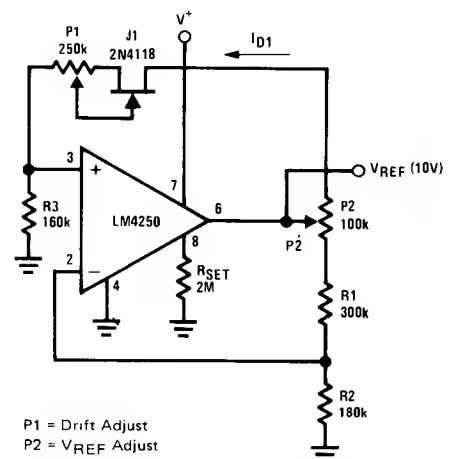 P1
250k
J1
2N4118
V+
ID1
3
+
7
VREF (10V)
R3
160k
LM4250
6
P2
100k
P2'
8
RSET
2M
2
−
4
R1
300k
R2
180k
P1 = Drift Adjust
P2 = VREF Adjust